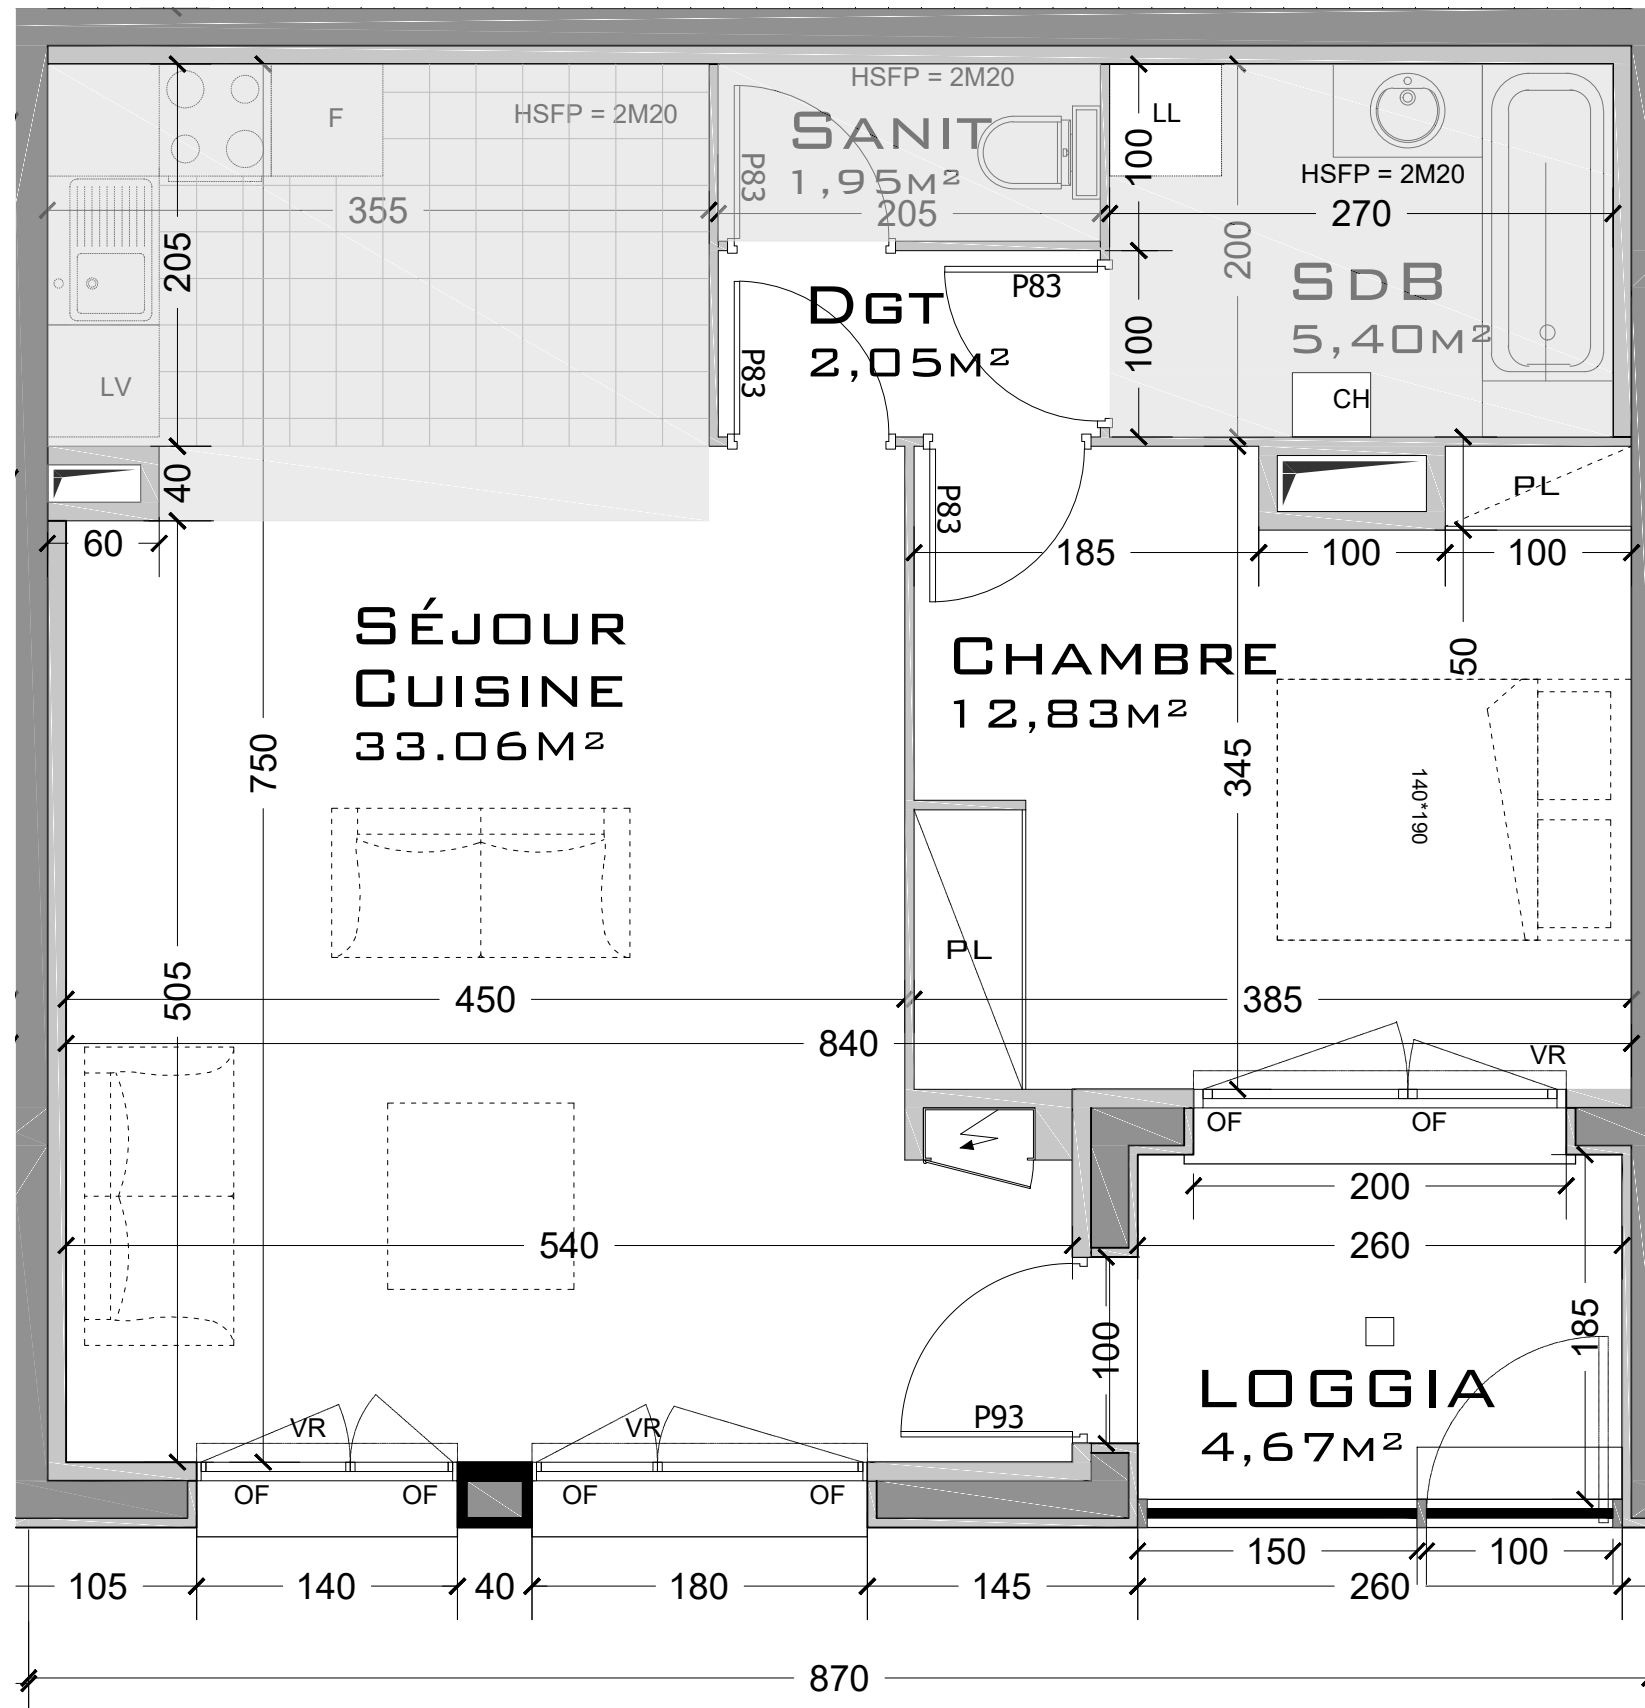 HSFP = 2M20
HSFP = 2M20
HSFP = 2M20
F
SANIT
1,95M²
LL
P83
100
355
205
270
205
200
SDB
5,40M²
P83
DGT
2,05M²
P83
100
LV
CH
40
P83
PL
60
185
100
100
SÉJOUR
CUISINE
33.06M²
CHAMBRE
12,83M²
50
750
345
140*190
PL
505
450
385
840
VR
OF
OF
200
540
260
100
185
LOGGIA
4,67M²
P93
VR
VR
OF
OF
OF
OF
150
100
105
140
40
180
145
260
870